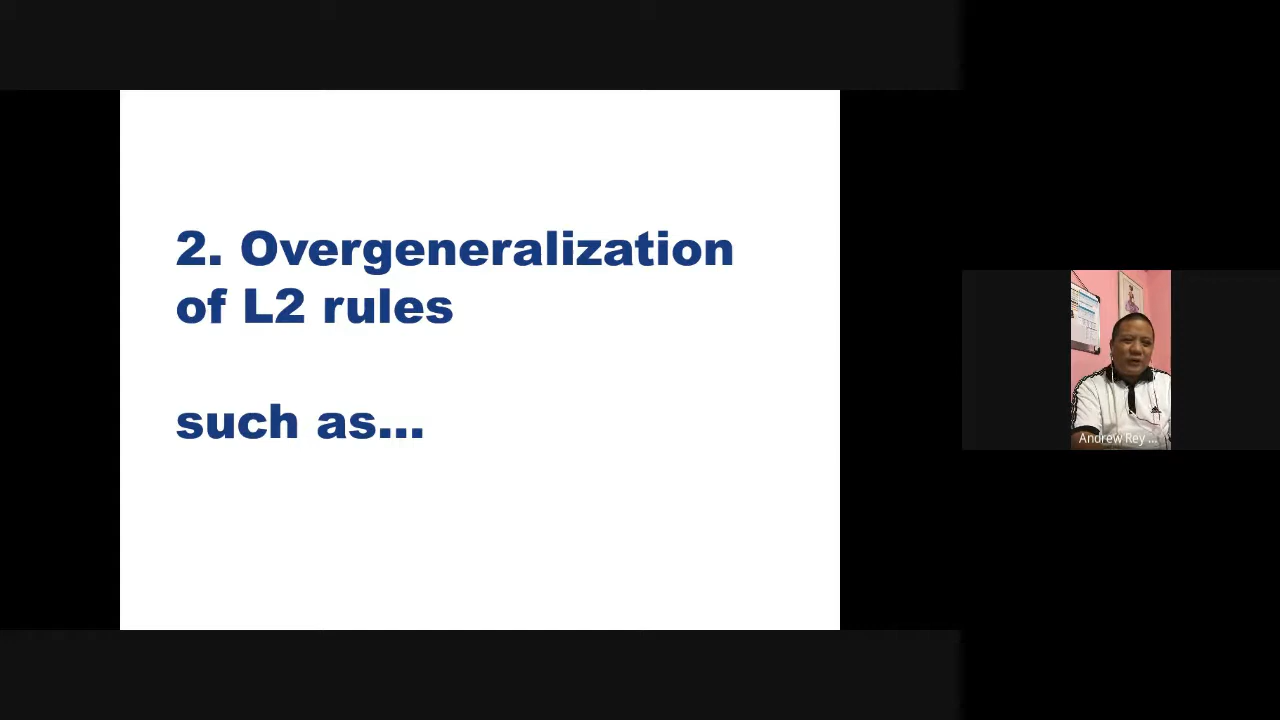 2. Overgeneralization
of L2 rules
such as...
Andrew Rey ...